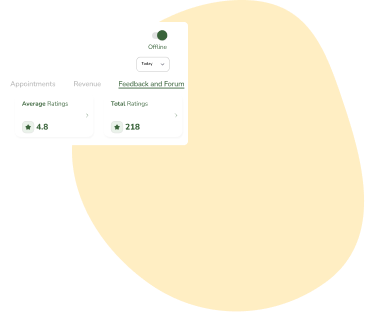 Offline
Today
Appointments Revenue Feedback and Forum
Average Ratings Total Ratings
4.8 218